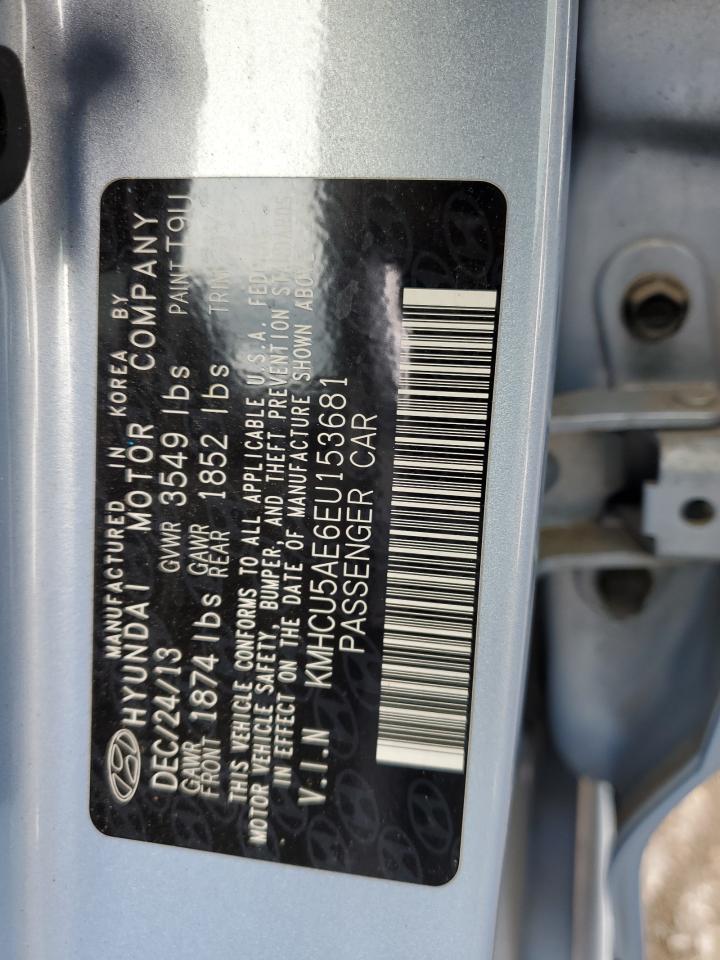 MANUFACTURED IN KOREA BY
HYUNDAI MOTOR COMPANY
DEC/24/13 GVWR 3549 lbs PAINT T9U
GAWR FRONT 1874 lbs GAWR REAR 1852 lbs TRIM
THIS VEHICLE CONFORMS TO ALL APPLICABLE U.S.A.
MOTOR VEHICLE SAFETY, BUMPER, AND THEFT PREVENTION
IN EFFECT ON THE DATE OF MANUFACTURE SHOWN ABOVE
V.I.N KMHCU5AE6EU153681
PASSENGER CAR